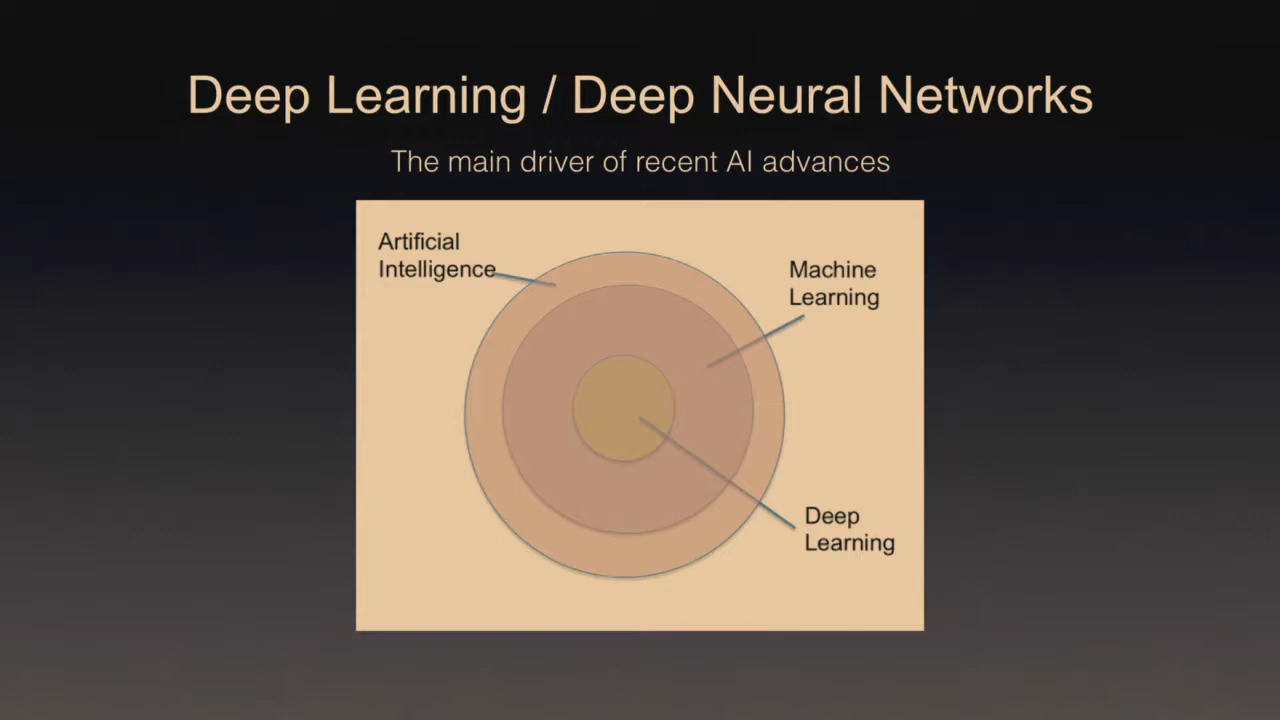 Deep Learning / Deep Neural Networks
The main driver of recent AI advances
Artificial
Intelligence
Machine
Learning
Deep
Learning